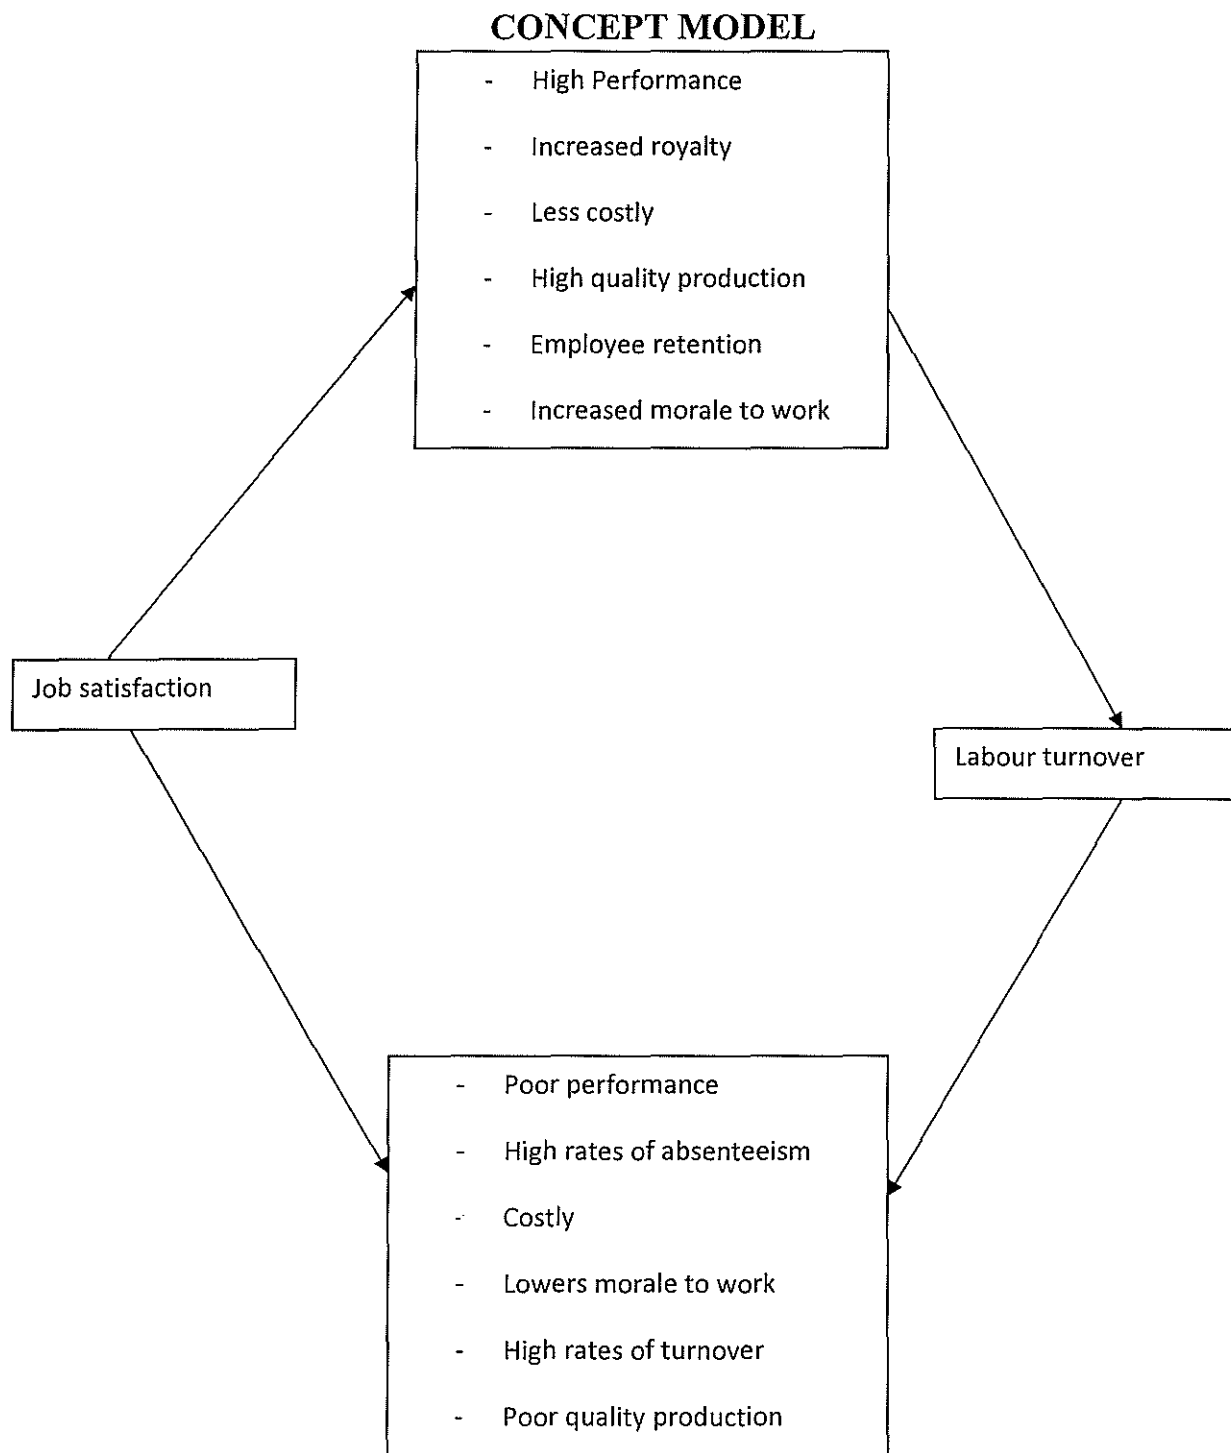 CONCEPT MODEL
- High Performance
- Increased royalty
- Less costly
- High quality production
- Employee retention
- Increased morale to work
Job satisfaction
Labour turnover
- Poor performance
- High rates of absenteeism
- Costly
- Lowers morale to work
- High rates of turnover
- Poor quality production